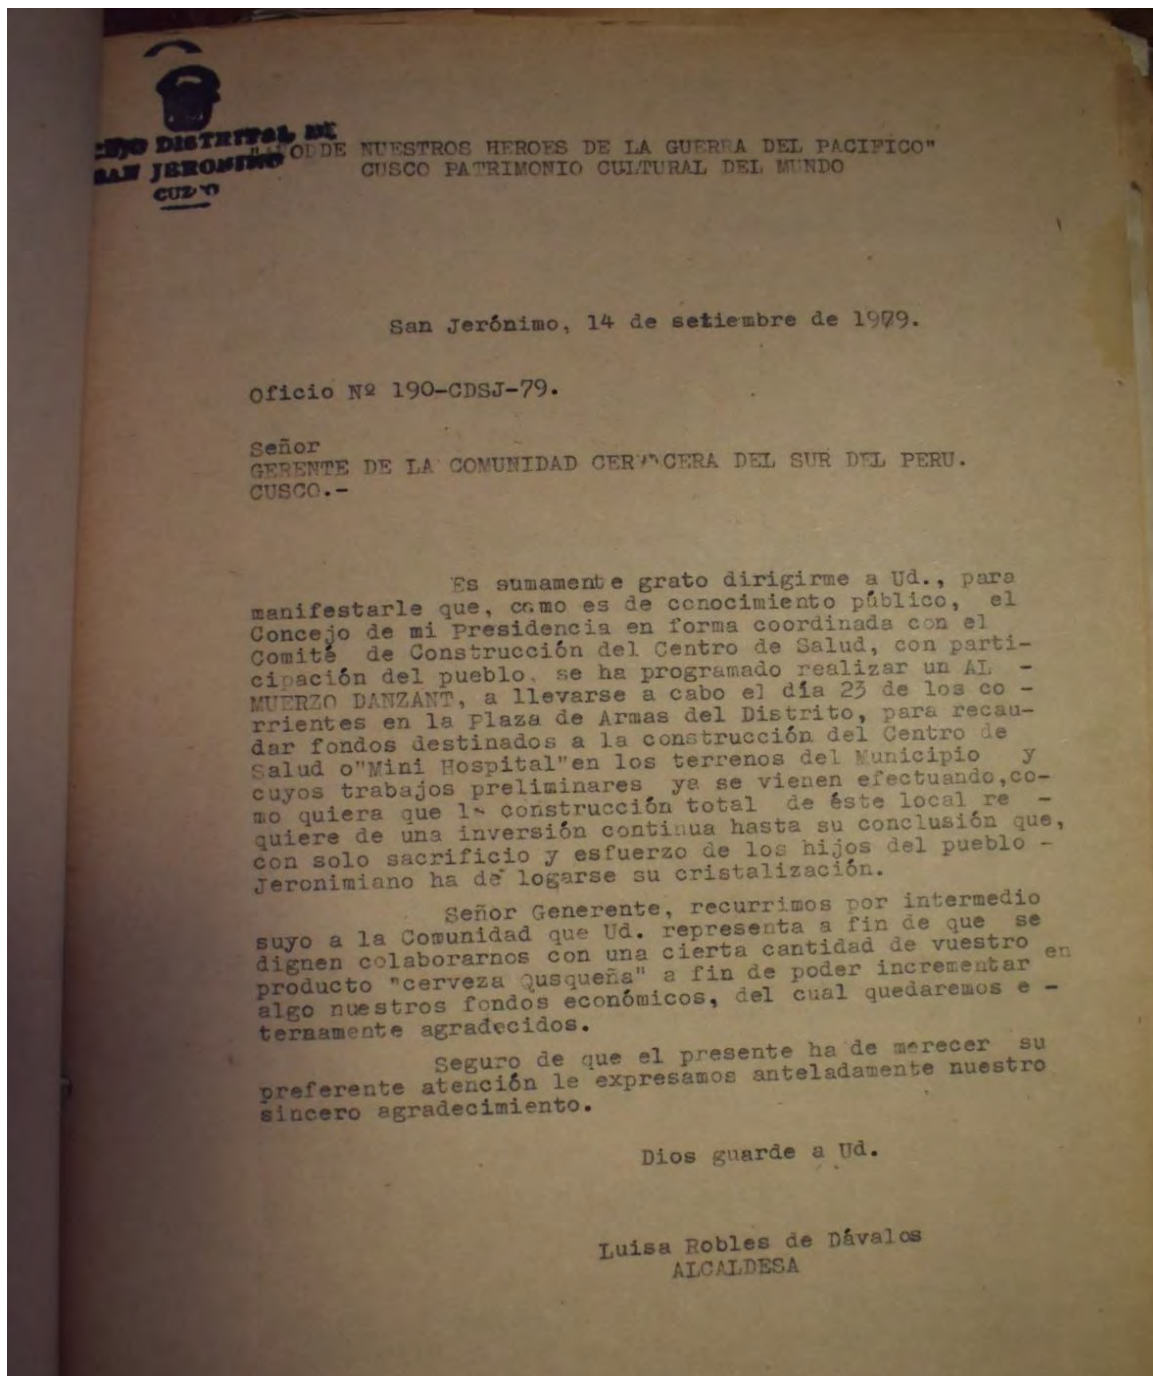 DISTRITAL DE
SAN JERONIMO
DE NUESTROS HEROES DE LA GUERRA DEL PACIFICO"
CUSCO PATRIMONIO CULTURAL DEL MUNDO
San Jerónimo, 14 de setiembre de 1979.
Oficio Nº 190-CDSJ-79.
Señor
GERENTE DE LA COMUNIDAD CERVECERA DEL SUR DEL PERU.
CUSCO.-
Es sumamente grato dirigirme a Ud., para
manifestarle que, como es de conocimiento público, el
Concejo de mi Presidencia en forma coordinada con el
Comité de Construcción del Centro de Salud, con parti-
cipación del pueblo, se ha programado realizar un AL -
MUERZO DANZANT, a llevarse a cabo el día 23 de los co -
rrientes en la Plaza de Armas del Distrito, para recau-
dar fondos destinados a la construcción del Centro de
Salud o"Mini Hospital"en los terrenos del Municipio y
cuyos trabajos preliminares ya se vienen efectuando,co-
mo quiera que la construcción total de éste local re -
quiere de una inversión continua hasta su conclusión que,
con solo sacrificio y esfuerzo de los hijos del pueblo -
Jeronimiano ha de logarse su cristalización.
Señor Generente, recurrimos por intermedio
suyo a la Comunidad que Ud. representa a fin de que se
dignen colaborarnos con una cierta cantidad de vuestro
producto "cerveza Qusqueña" a fin de poder incrementar en
algo nuestros fondos económicos, del cual quedaremos e -
ternamente agradecidos.
Seguro de que el presente ha de merecer su
preferente atención le expresamos anteladamente nuestro
sincero agradecimiento.
Dios guarde a Ud.
Luisa Robles de Dávalos
ALCALDESA